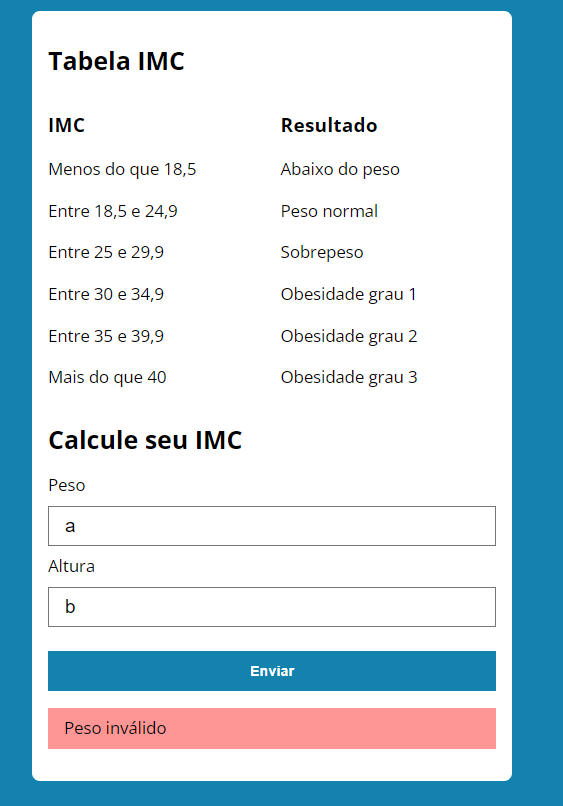 Tabela IMC
IMC Resultado
Menos do que 18,5 Abaixo do peso
Entre 18,5 e 24,9 Peso normal
Entre 25 e 29,9 Sobrepeso
Entre 30 e 34,9 Obesidade grau 1
Entre 35 e 39,9 Obesidade grau 2
Mais do que 40 Obesidade grau 3
Calcule seu IMC
Peso
a
Altura
b
Enviar
Peso inválido